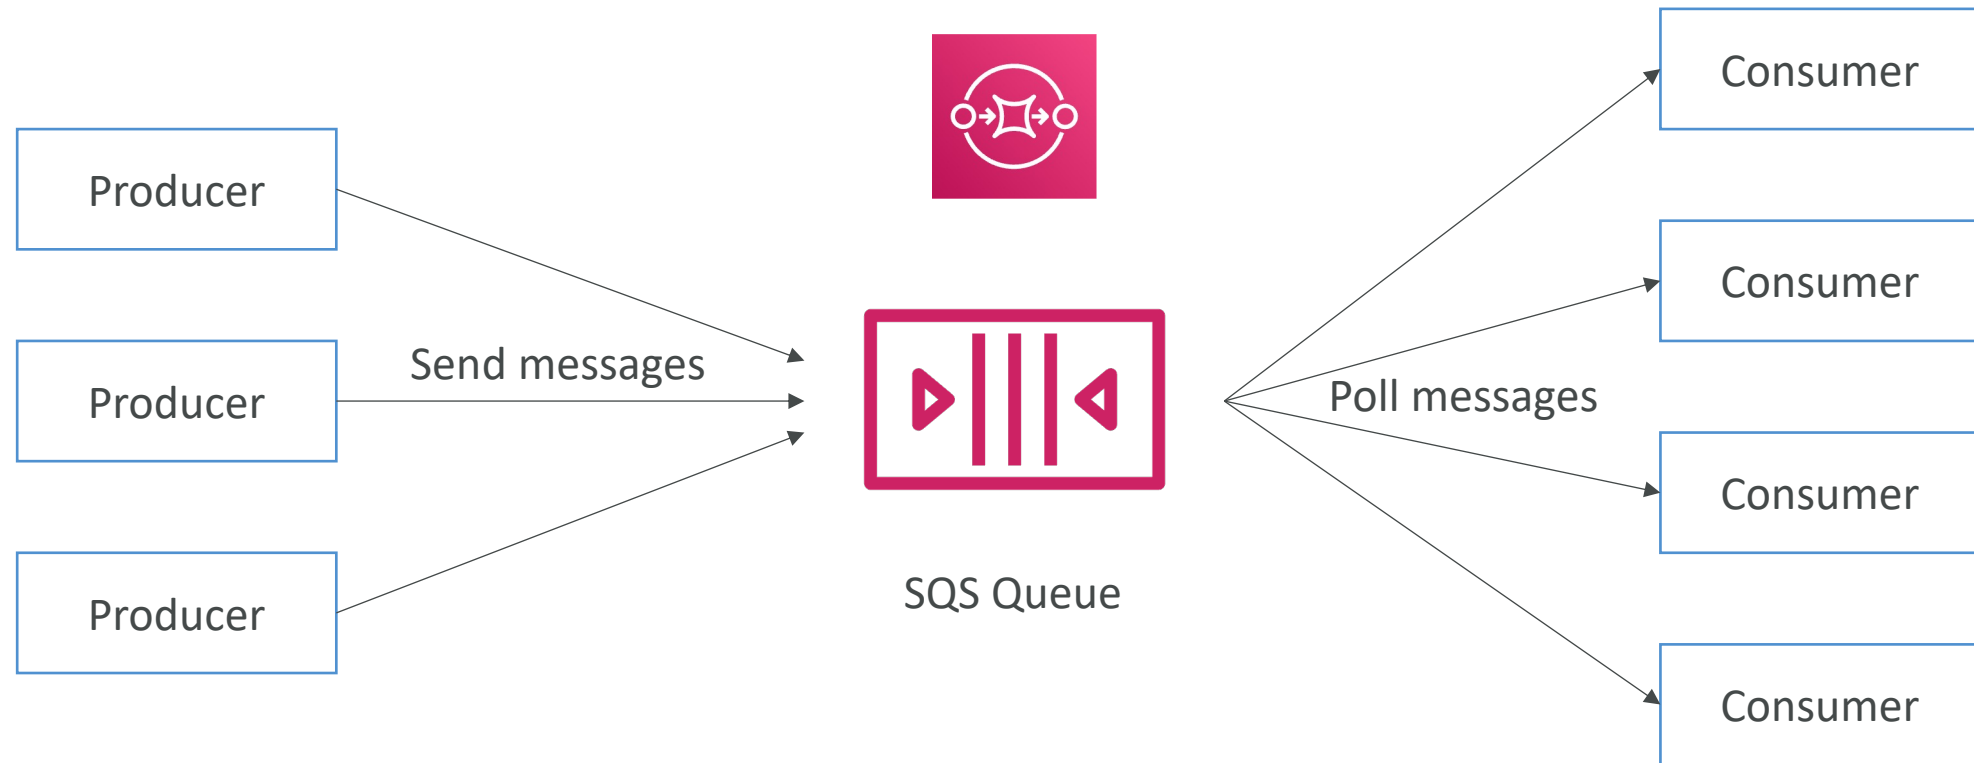 Producer
Producer
Producer
Send messages
SQS Queue
Poll messages
Consumer
Consumer
Consumer
Consumer